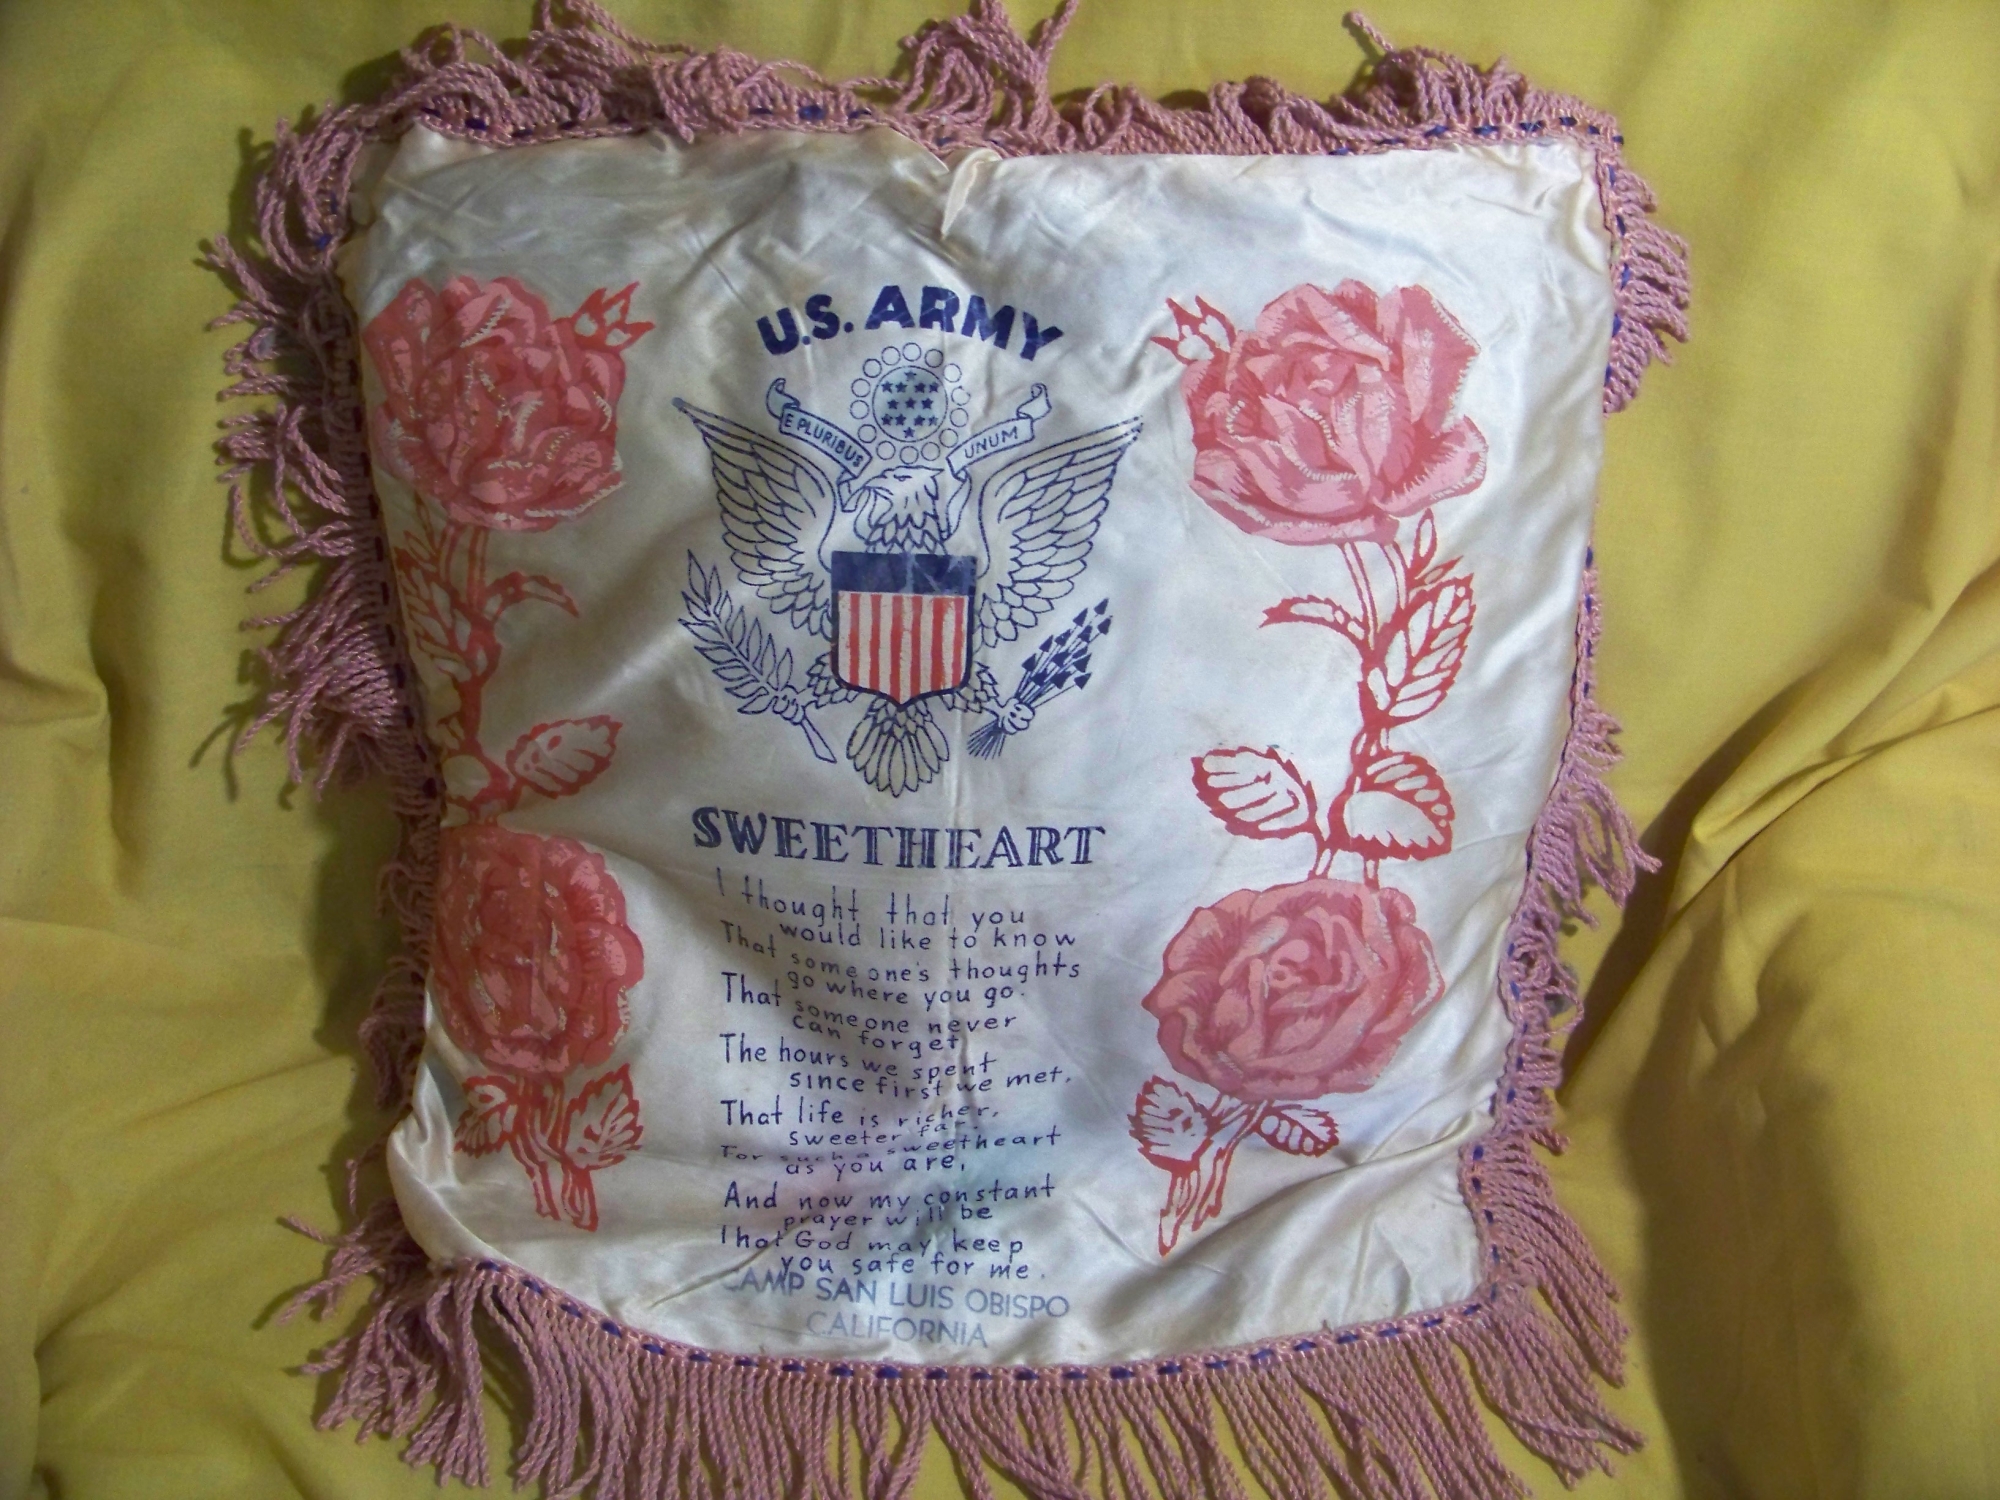 U.S. ARMY
E PLURIBUS UNUM
SWEETHEART
I thought that you
would like to know
That someone's thoughts
go where you go.
That someone never
can forget
The hours we spent
since first we met.
That life is richer,
sweeter far.
For such a sweetheart
as you are,
And now my constant
prayer will be
That God may keep
you safe for me.
CAMP SAN LUIS OBISPO
CALIFORNIA